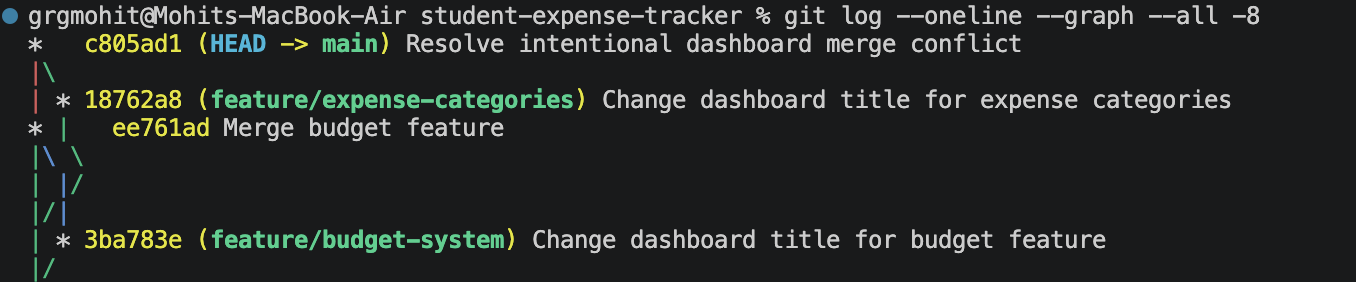 grgmohit@Mohits-MacBook-Air student-expense-tracker % git log --oneline --graph --all -8
*   c805ad1 (HEAD -> main) Resolve intentional dashboard merge conflict
|\
| * 18762a8 (feature/expense-categories) Change dashboard title for expense categories
* |   ee761ad Merge budget feature
|\ \
| |/
|/|
| * 3ba783e (feature/budget-system) Change dashboard title for budget feature
|/